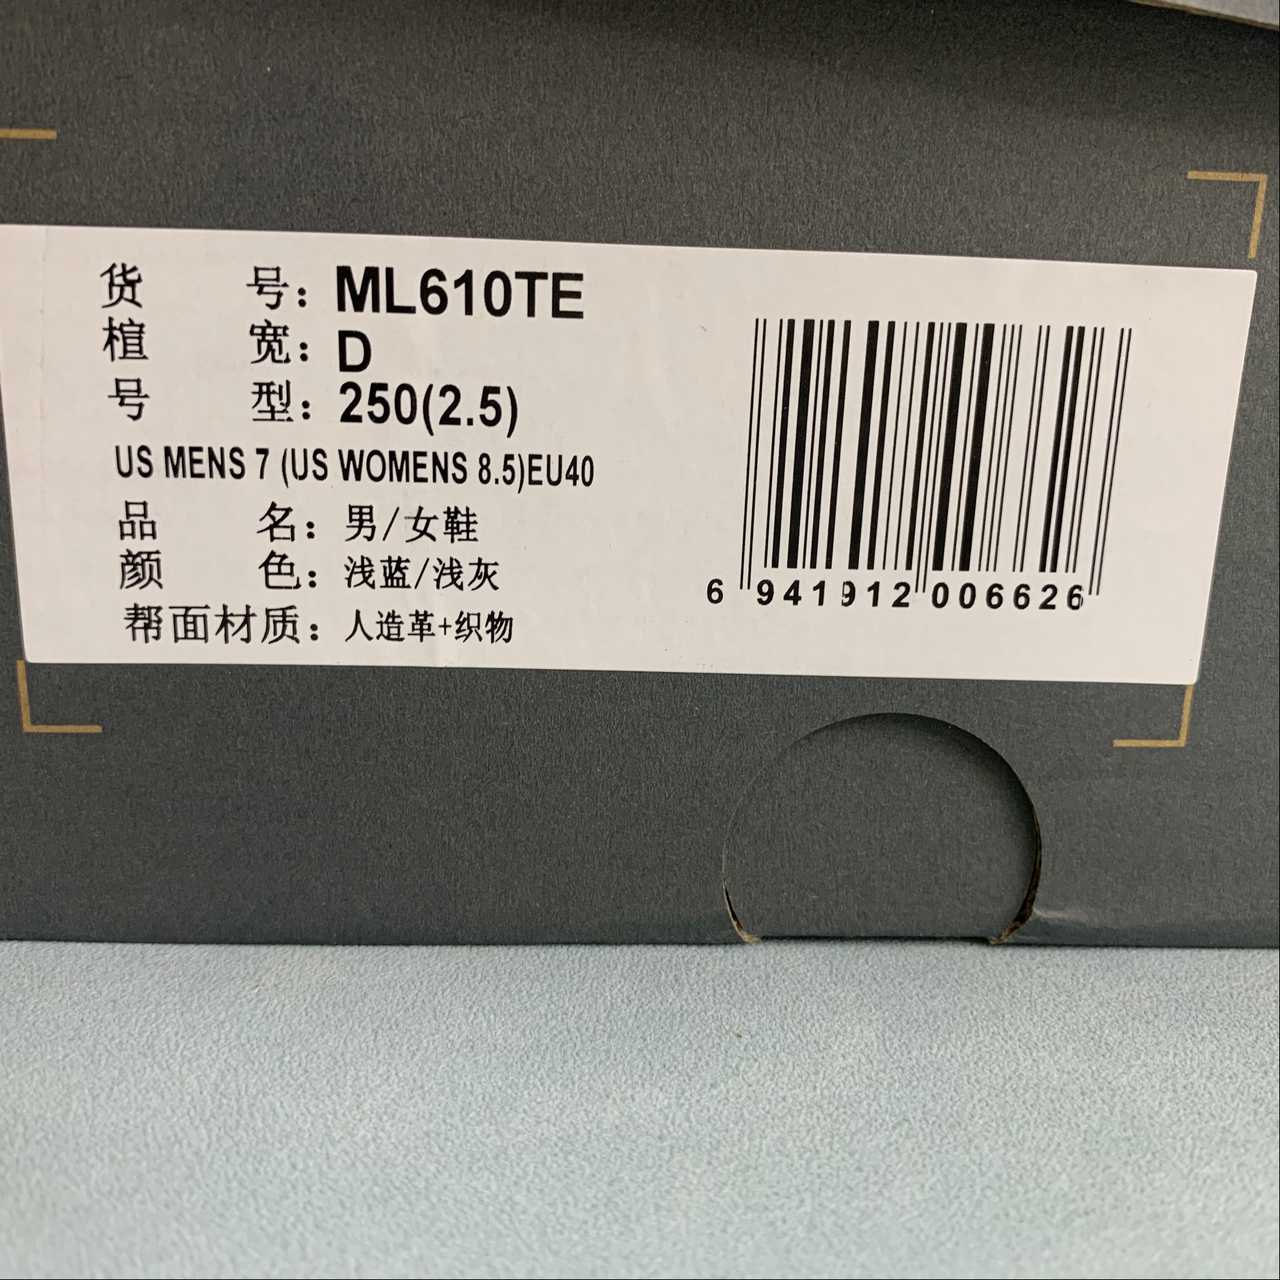 货 号：ML610TE
楦 宽：D
号 型：250(2.5)
US MENS 7 (US WOMENS 8.5)EU40
品 名：男/女鞋
颜 色：浅蓝/浅灰
帮面材质：人造革+织物
6 941912 006626